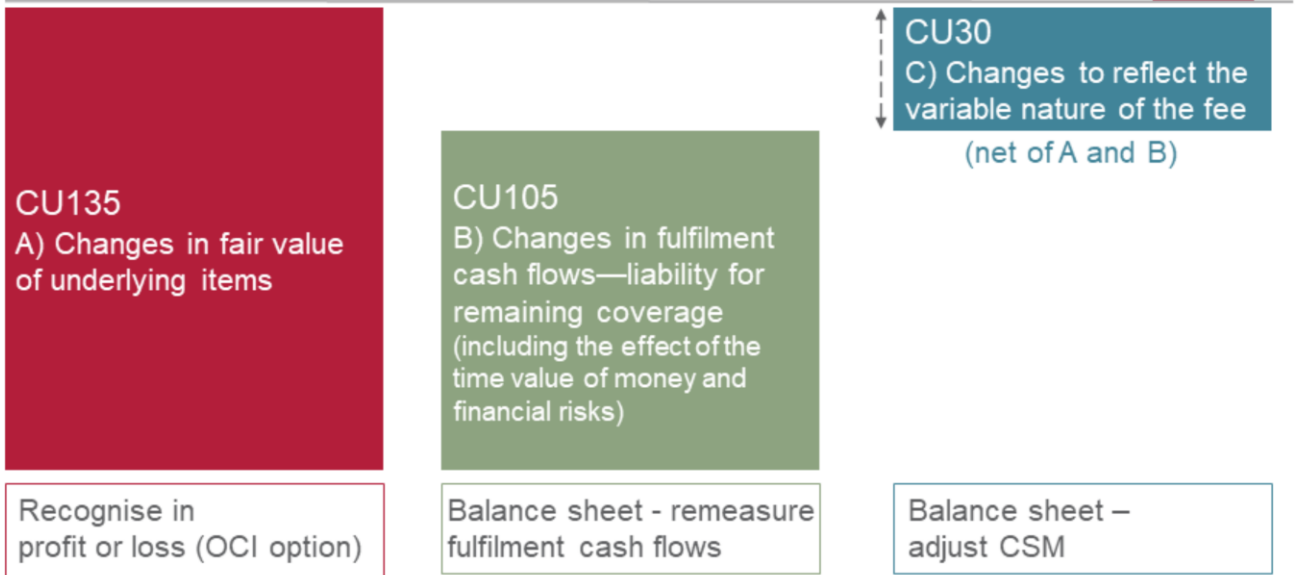 CU135
A) Changes in fair value
of underlying items
Recognise in
profit or loss (OCI option)
CU105
B) Changes in fulfilment
cash flows—liability for
remaining coverage
(including the effect of the
time value of money and
financial risks)
Balance sheet - remeasure
fulfilment cash flows
CU30
C) Changes to reflect the
variable nature of the fee
(net of A and B)
Balance sheet –
adjust CSM